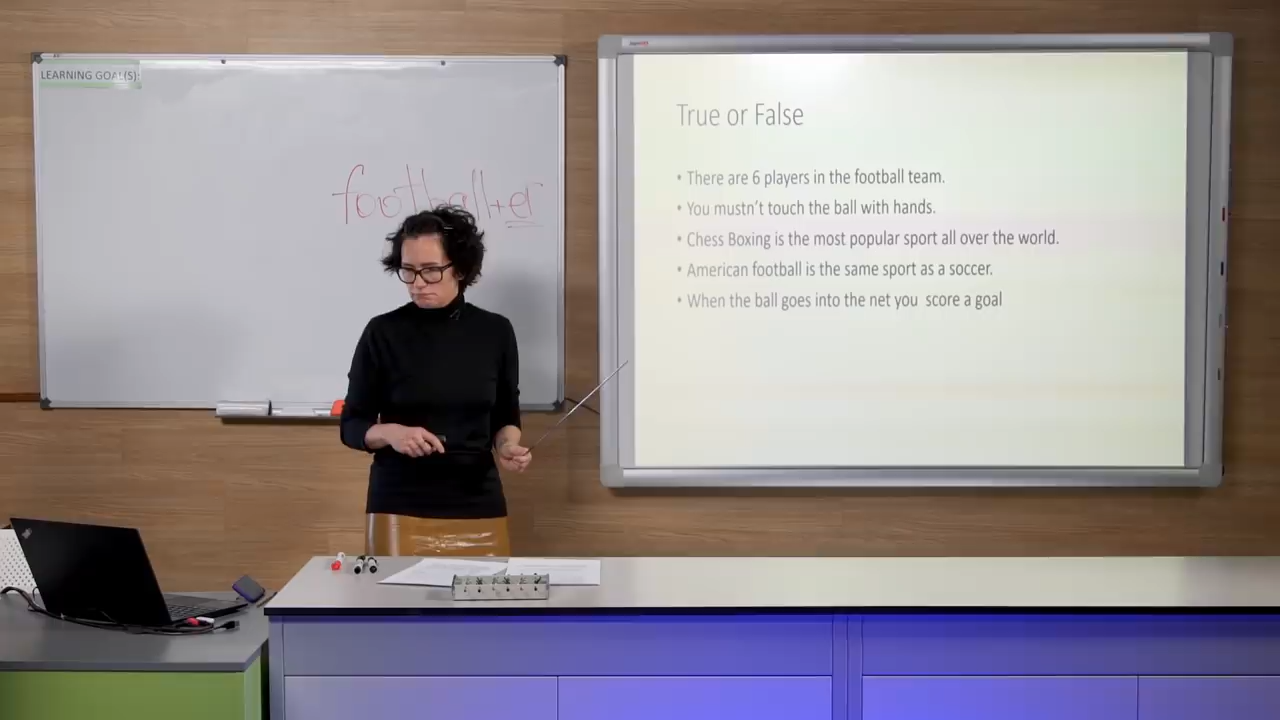 LEARNING GOAL(S):
football+er
True or False
• There are 6 players in the football team.
• You mustn't touch the ball with hands.
• Chess Boxing is the most popular sport all over the world.
• American football is the same sport as a soccer.
• When the ball goes into the net you score a goal